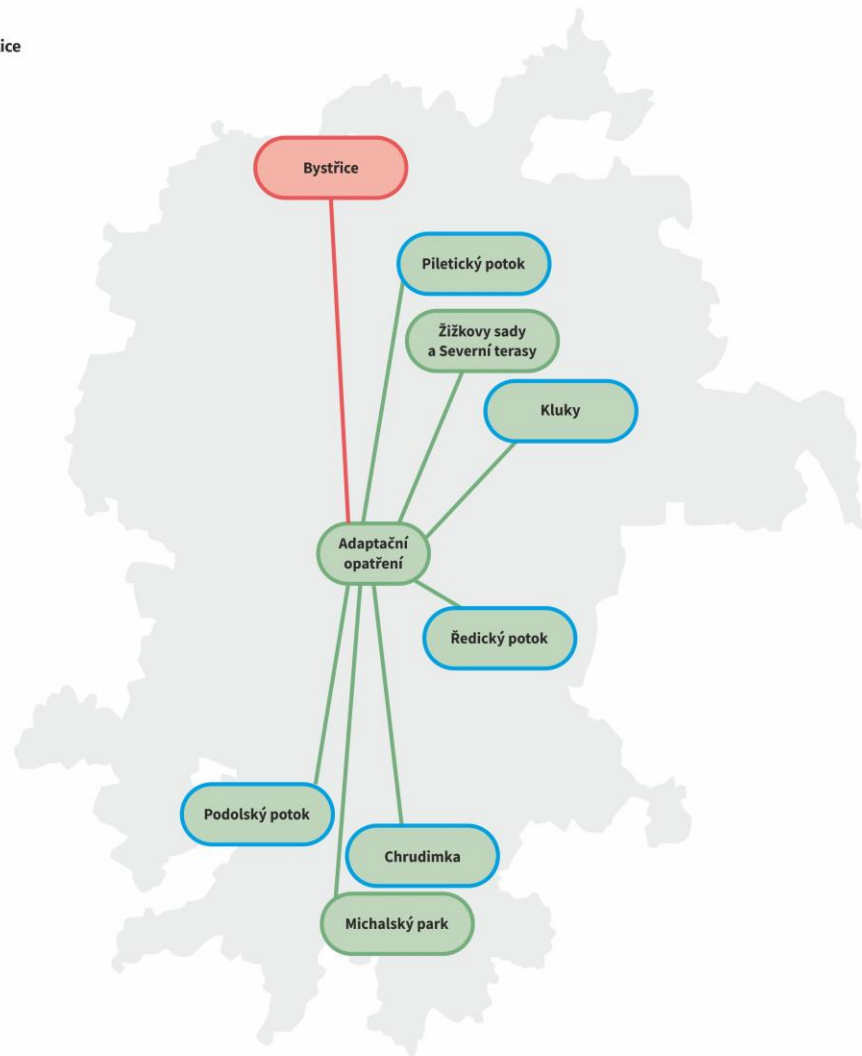 ice
Bystřice
Piletický potok
Žižkovy sady
a Severní terasy
Kluky
Adaptační
opatření
Ředický potok
Podolský potok
Chrudimka
Michalský park